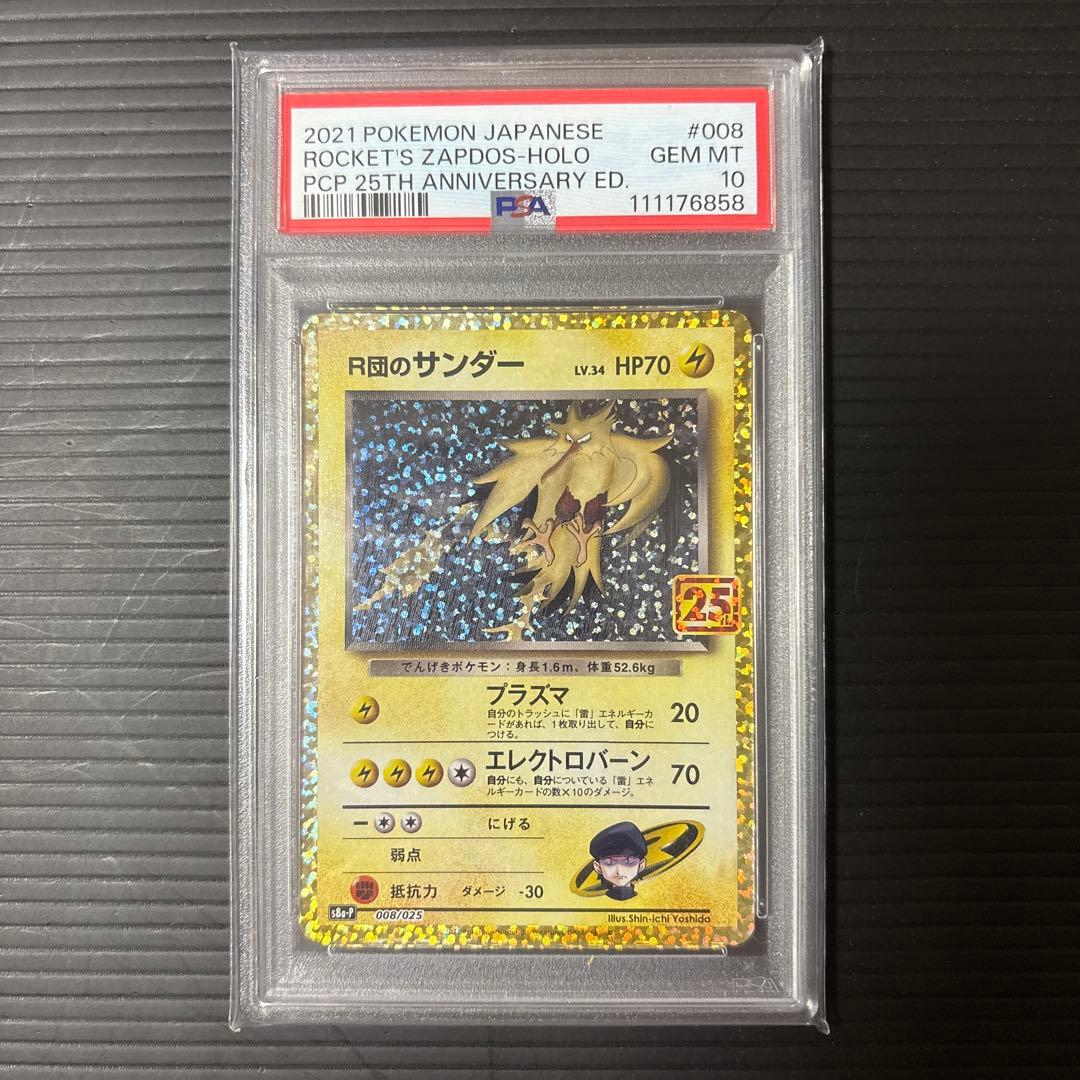 2021 POKEMON JAPANESE #008
ROCKET'S ZAPDOS-HOLO GEM MT
PCP 25TH ANNIVERSARY ED. 10
PSA 111176858
R団のサンダー LV.34 HP70
25th
でんげきポケモン：身長1.6m、体重52.6kg
プラズマ 20
自分のトラッシュに「雷」エネルギーカ
ードがあれば、1枚取り出して、自分に
つける。
エレクトロバーン 70
自分にも、自分についている「雷」エネ
ルギーカードの数×10のダメージ。
にげる
弱点
抵抗力 ダメージ -30
s8a-P 008/025 Illus.Shin-ichi Yoshida